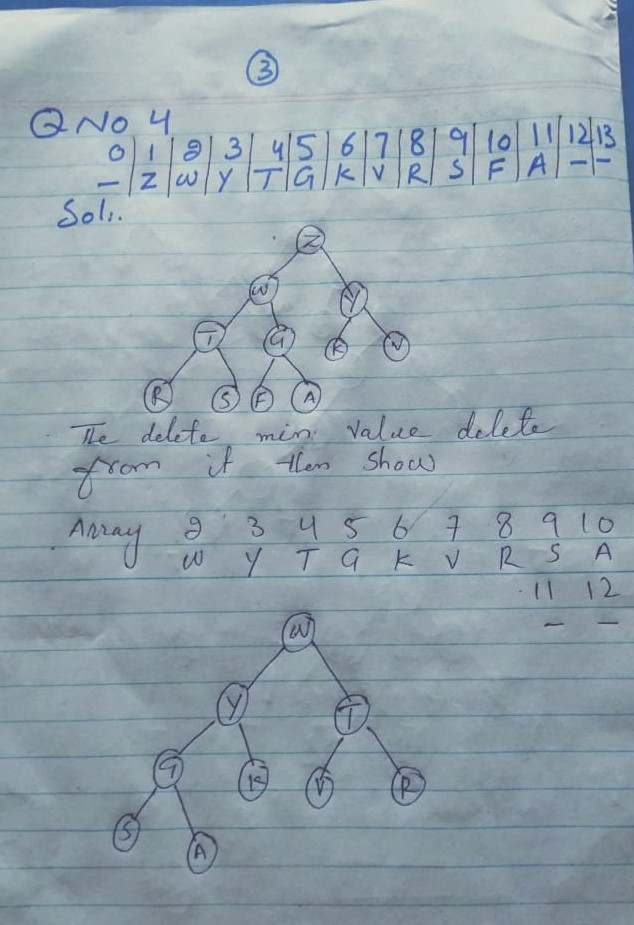 3
Q No 4
0 | 1 | 2 | 3 | 4 | 5 | 6 | 7 | 8 | 9 | 10 | 11 | 12 | 13
- | Z | W | Y | T | G | K | V | R | S | F | A | - | -
Sol:.
Z
W Y
T G K V
R S F A
The delete min. value delete
from it then show
Array 2 3 4 5 6 7 8 9 10
W Y T G K V R S A
11 12
- -
W
Y T
G K V R
S A